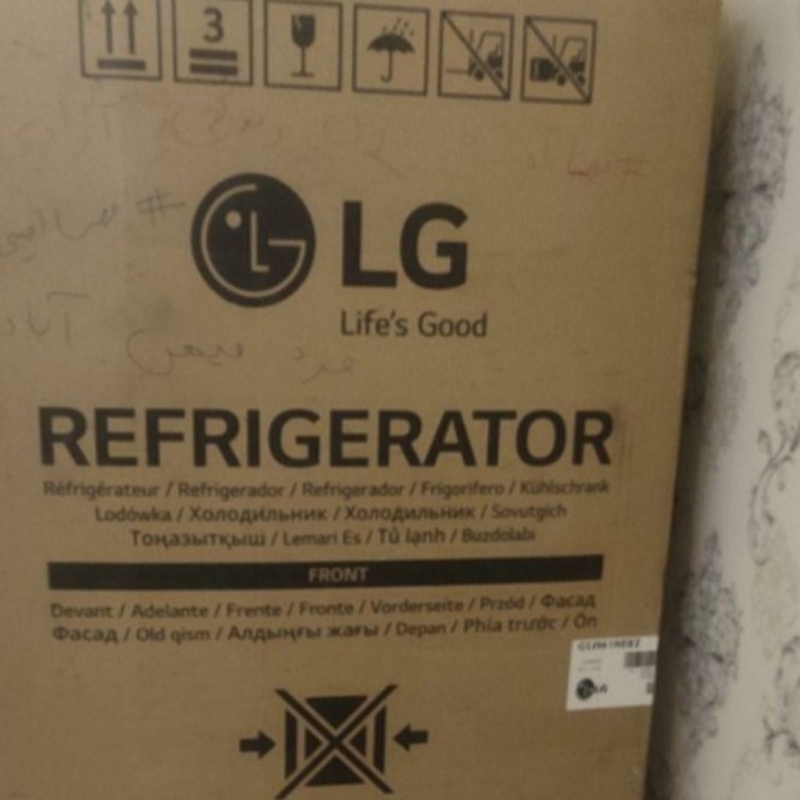 3
LG
Life's Good
REFRIGERATOR
Réfrigérateur / Refrigerador / Refrigerador / Frigorifero / Kühlschrank
Lodówka / Холодильник / Холодильник / Sovutgich
Тоңазытқыш / Lemari Es / Tủ lạnh / Buzdolabı
FRONT
Devant / Adelante / Frente / Fronte / Vorderseite / Przód / Фасад
Фасад / Old qism / Алдыңғы жағы / Depan / Phía trước / Ön
LG